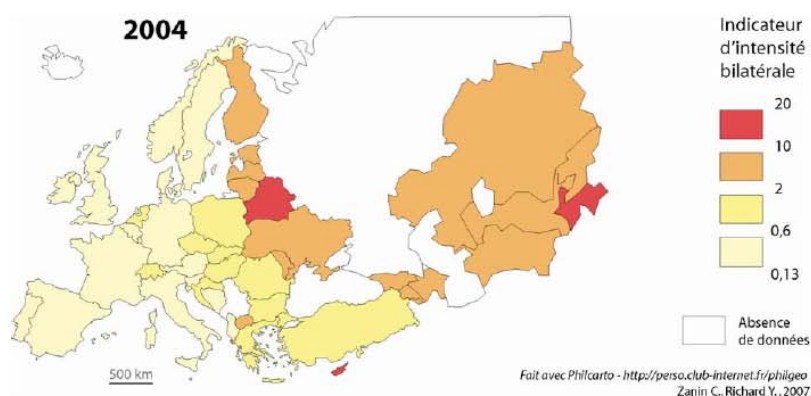 2004
Indicateur
d'intensité
bilatérale
20
10
2
0,6
0,13
Absence
de données
500 km
Fait avec Philcarto - http://perso.club-internet.fr/philgeo
Zanin C., Richard Y., 2007